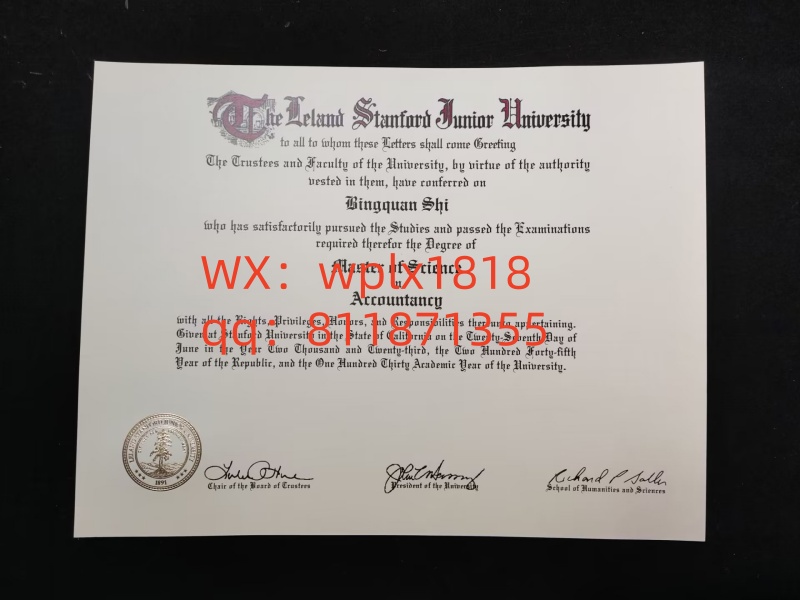 The Leland Stanford Junior University
to all to whom these Letters shall come Greeting
The Trustees and Faculty of the University, by virtue of the authority
vested in them, have conferred on
Bingquan Shi
who has satisfactorily pursued the Studies and passed the Examinations
required therefor the Degree of
Master of Science
WX：wplx1818
in
Accountancy
with all the Rights, Privileges, Honors, and Responsibilities thereunto appertaining.
qq：811871355
Given at Stanford University in the State of California on the Twenty-Seventh Day of
June in the Year Two Thousand and Twenty-third, the Two Hundred Forty-fifth
Year of the Republic, and the One Hundred Thirty Academic Year of the University.
1891
Chair of the Board of Trustees
President of the University
School of Humanities and Sciences